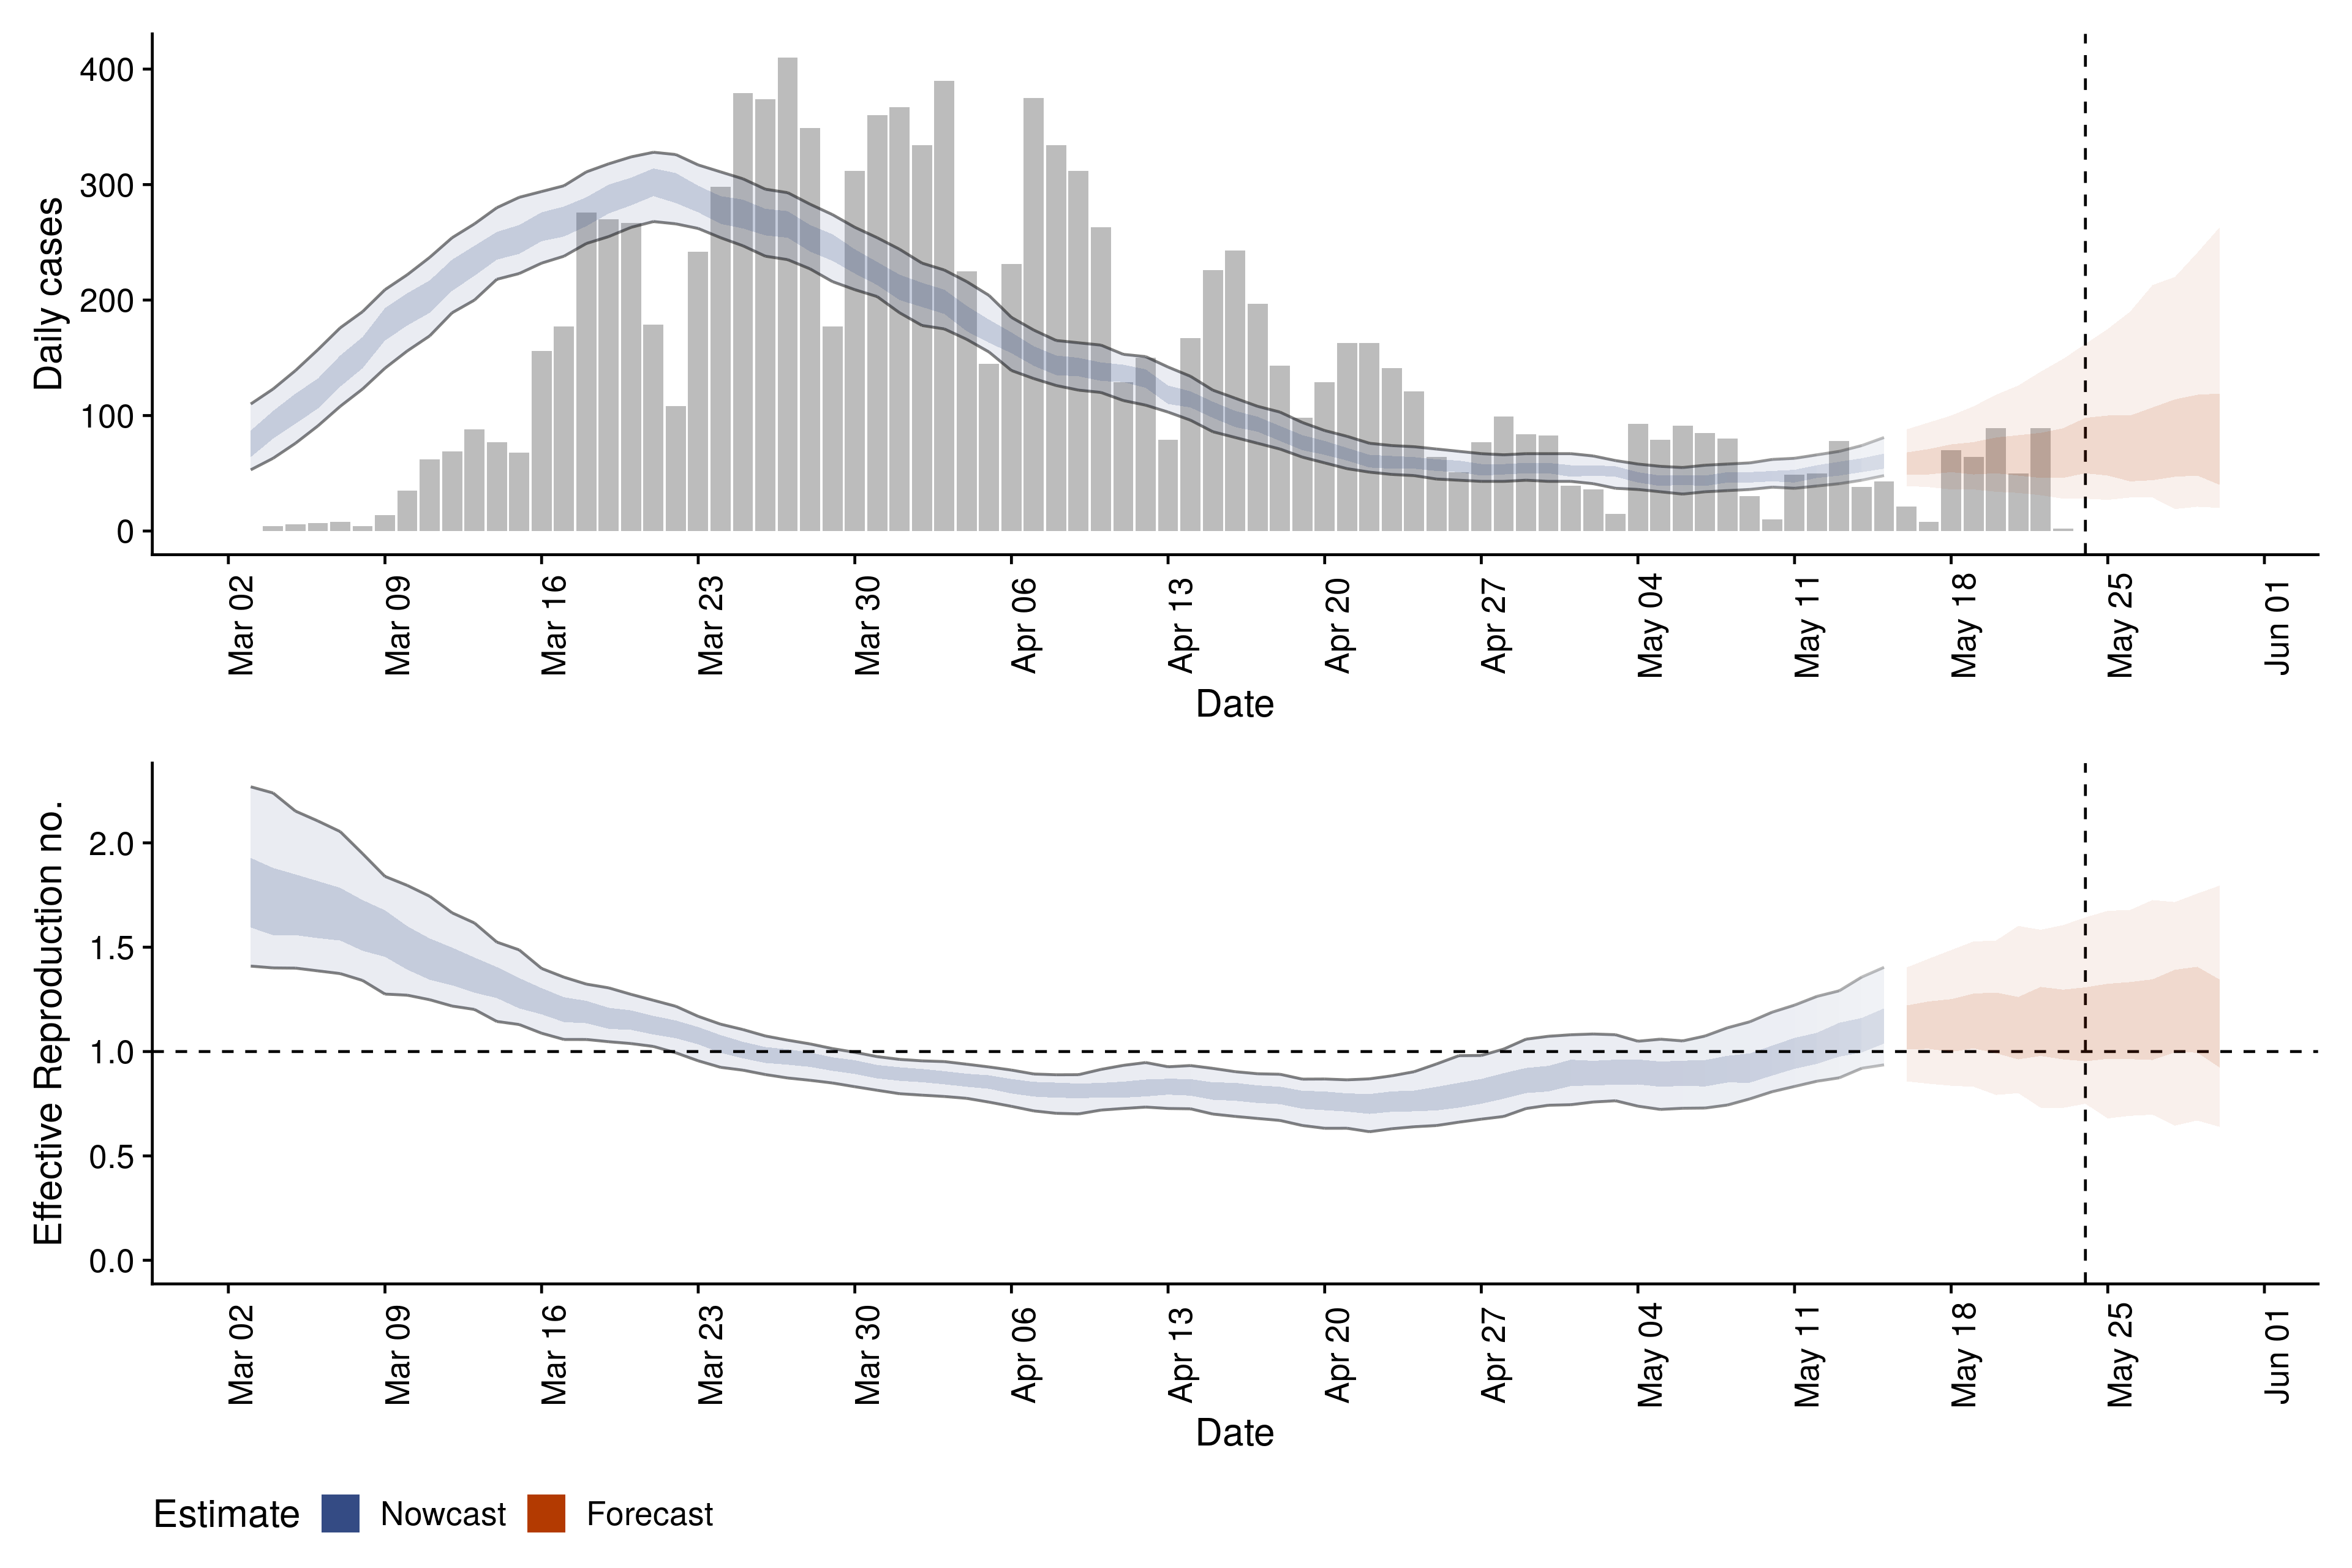 Daily cases
400
300
200
100
0
Mar 02
Mar 09
Mar 16
Mar 23
Mar 30
Apr 06
Apr 13
Apr 20
Apr 27
May 04
May 11
May 18
May 25
Jun 01
Date
Effective Reproduction no.
2.0
1.5
1.0
0.5
0.0
Mar 02
Mar 09
Mar 16
Mar 23
Mar 30
Apr 06
Apr 13
Apr 20
Apr 27
May 04
May 11
May 18
May 25
Jun 01
Date
Estimate Nowcast Forecast